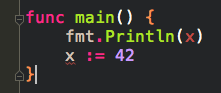 func main() {
    fmt.Println(x)
    x := 42
}